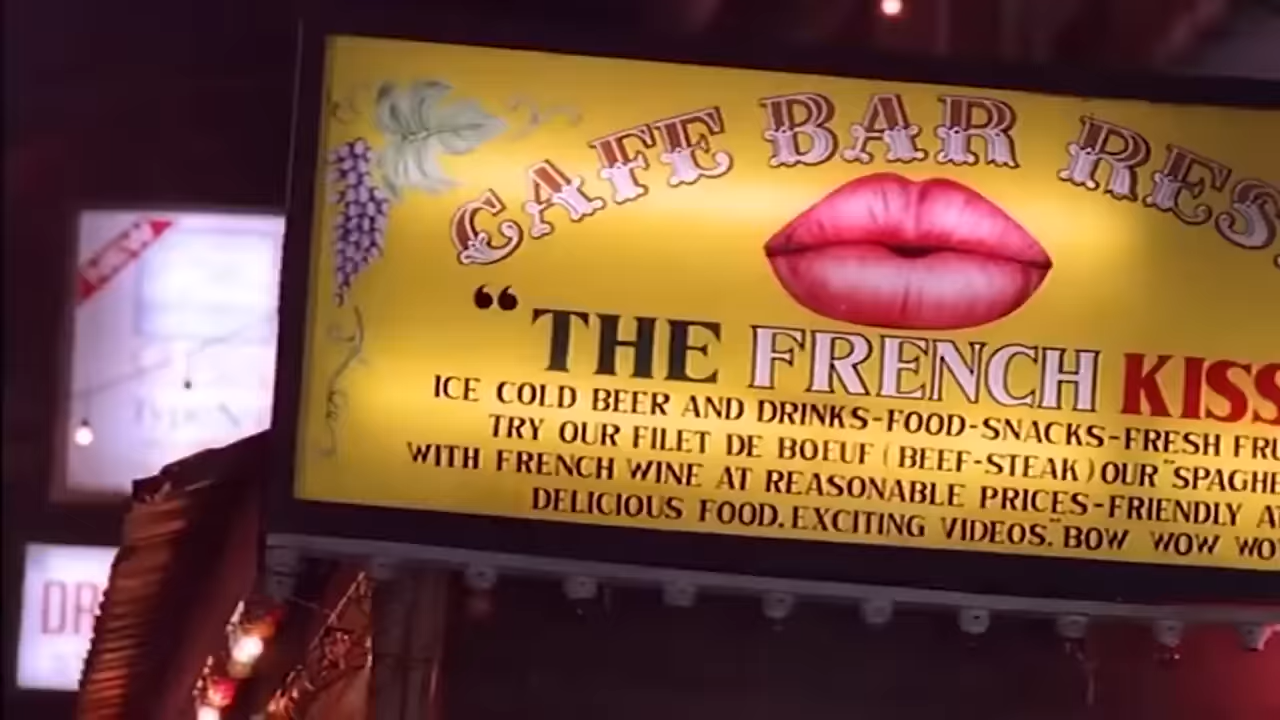 NEW
CAFE BAR RES
"THE FRENCH KISS
ICE COLD BEER AND DRINKS-FOOD-SNACKS-FRESH FRU
TRY OUR FILET DE BOEUF (BEEF-STEAK) OUR "SPAGHE
WITH FRENCH WINE AT REASONABLE PRICES-FRIENDLY A
DELICIOUS FOOD. EXCITING VIDEOS. "BOW WOW WO
DR